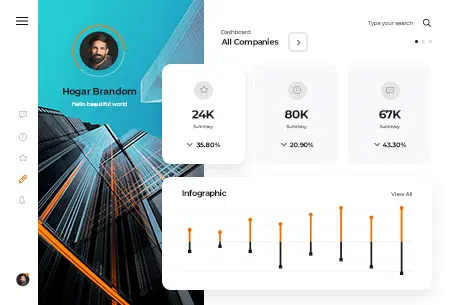 Type your search
Dashboard
All Companies
Hogar Brandom
Hello beautiful world
24K
80K
67K
Summary
Summary
Summary
35.80%
20.90%
43.30%
Infographic
View All